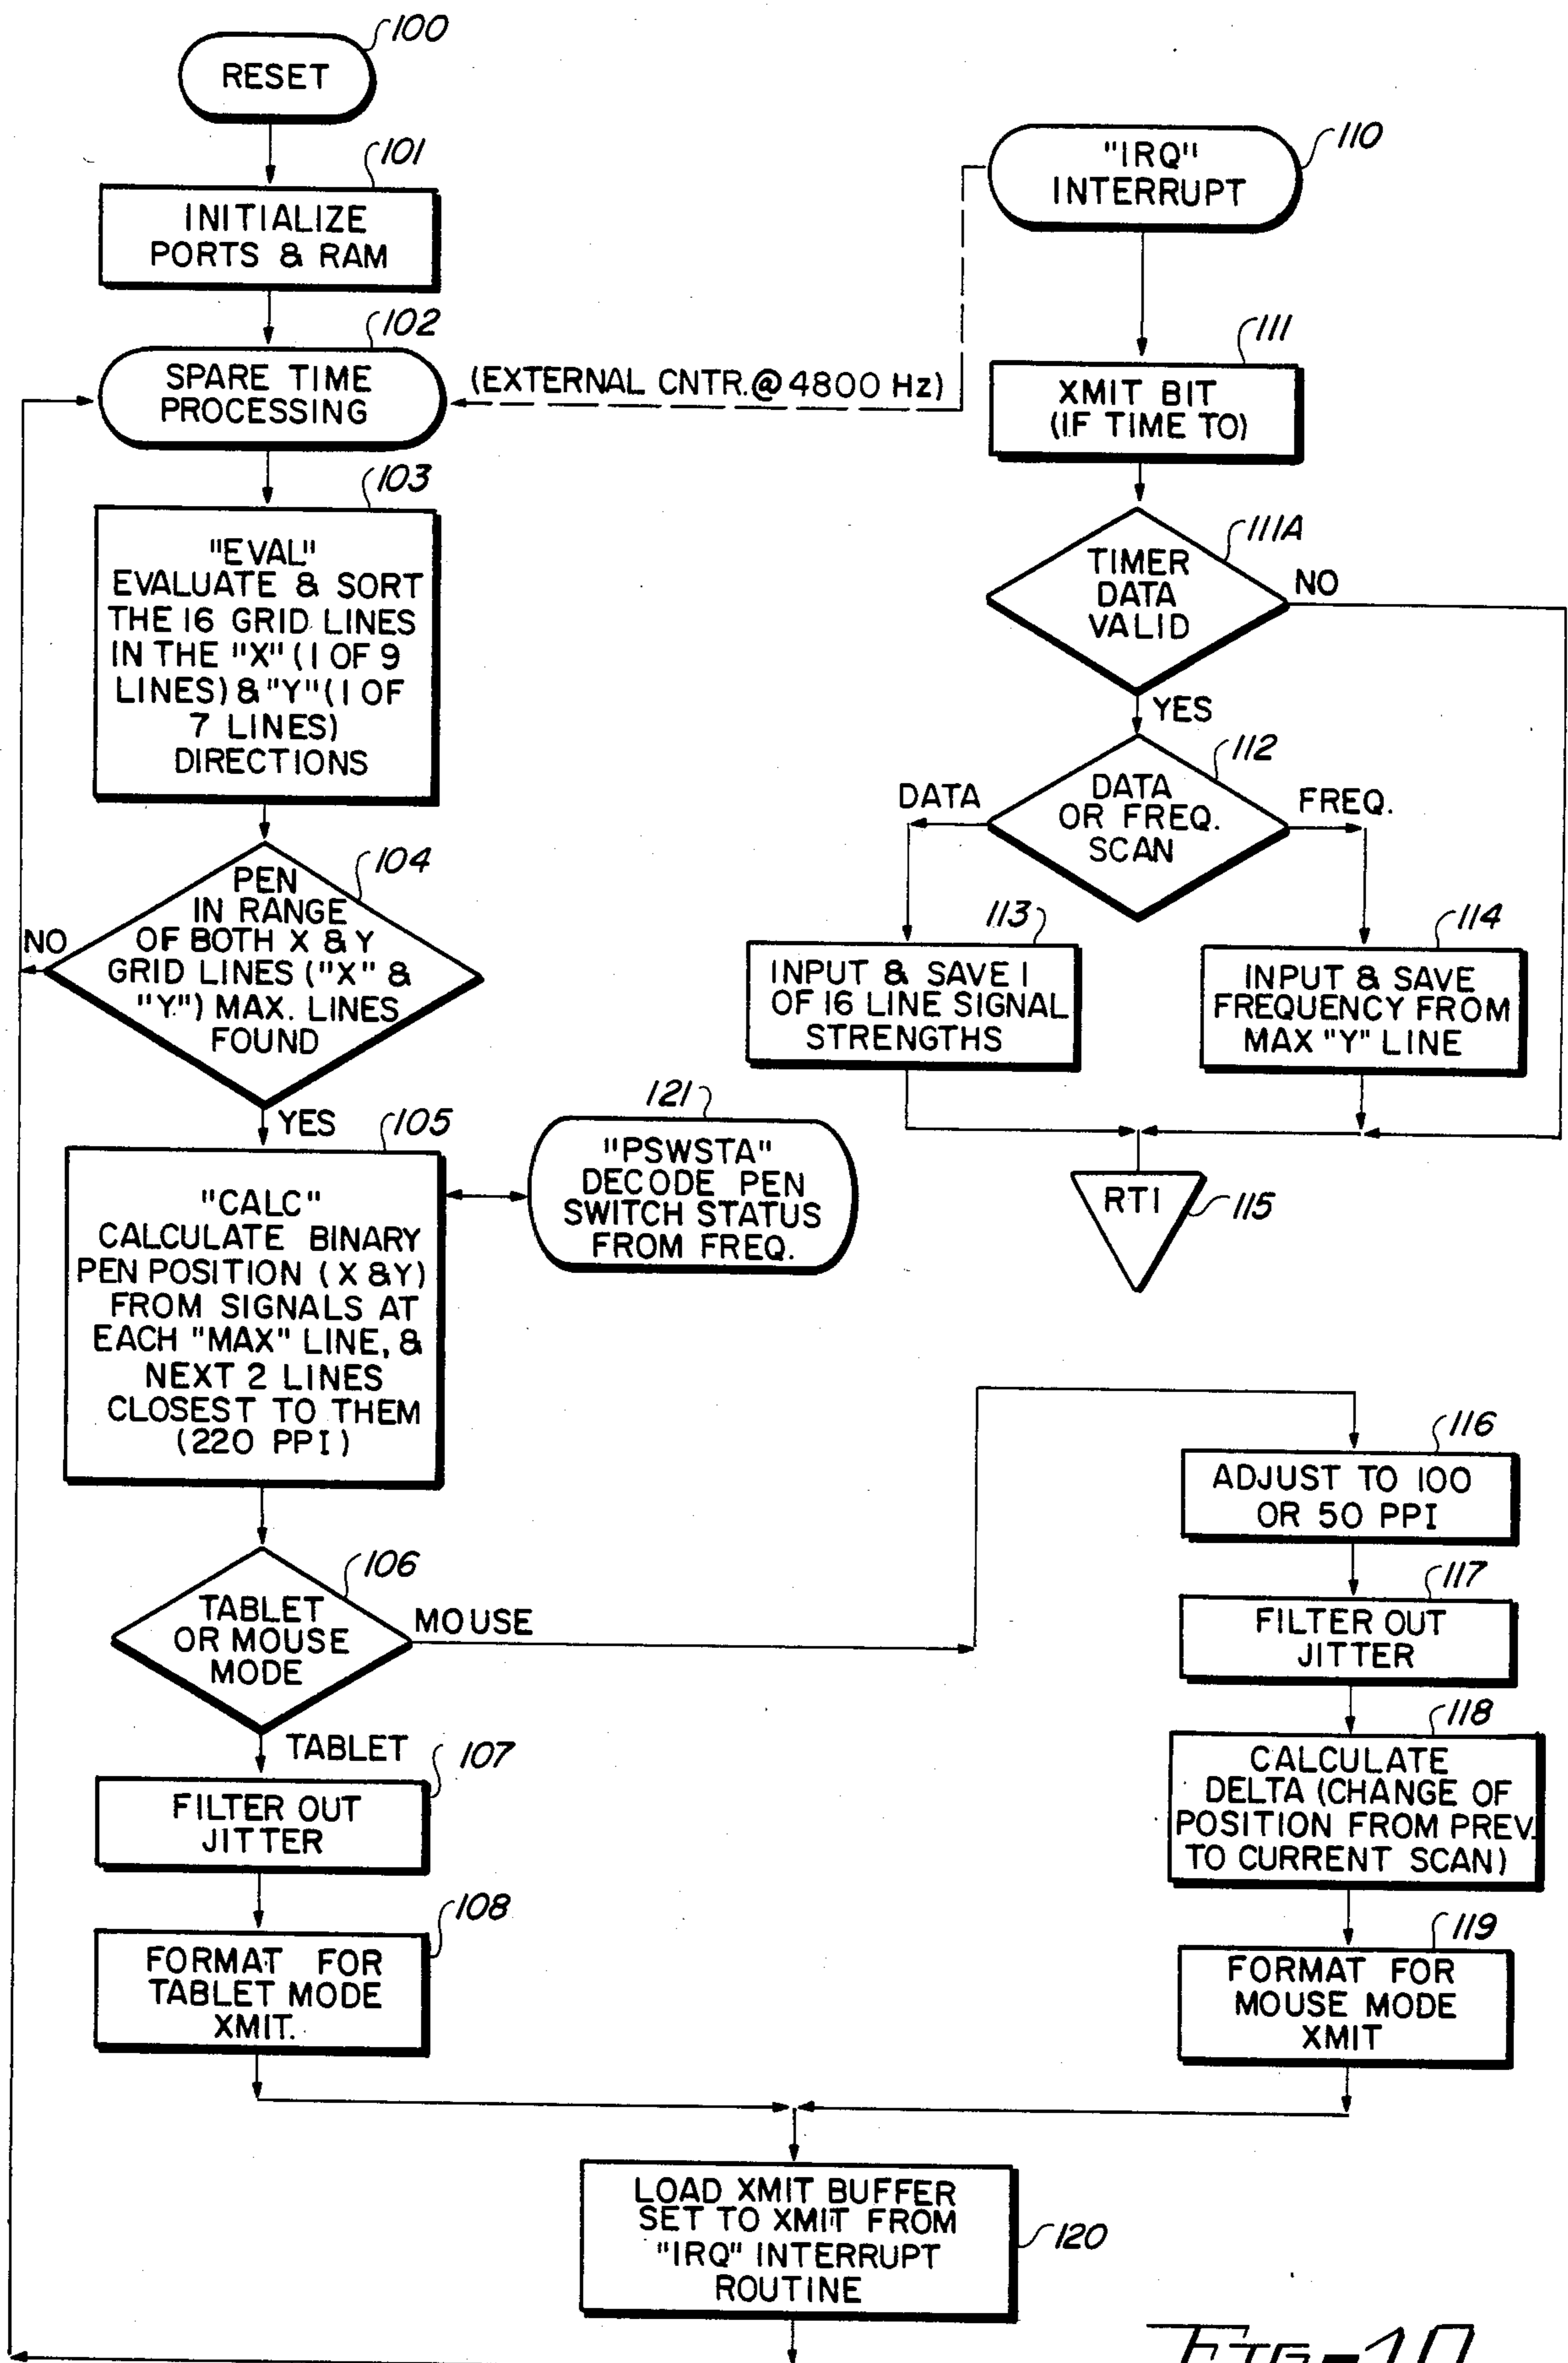 100
RESET
101
INITIALIZE
PORTS & RAM
102
SPARE TIME
PROCESSING
(EXTERNAL CNTR.@ 4800 Hz)
103
"EVAL"
EVALUATE & SORT
THE 16 GRID LINES
IN THE "X" (1 OF 9
LINES) & "Y" (1 OF
7 LINES)
DIRECTIONS
104
PEN
IN RANGE
OF BOTH X & Y
GRID LINES ("X" &
"Y") MAX. LINES
FOUND
NO
YES
105
"CALC"
CALCULATE BINARY
PEN POSITION (X &Y)
FROM SIGNALS AT
EACH "MAX" LINE, &
NEXT 2 LINES
CLOSEST TO THEM
(220 PPI)
121
"PSWSTA"
DECODE PEN
SWITCH STATUS
FROM FREQ.
106
TABLET
OR MOUSE
MODE
MOUSE
TABLET
107
FILTER OUT
JITTER
108
FORMAT FOR
TABLET MODE
XMIT.
110
"IRQ"
INTERRUPT
111
XMIT BIT
(IF TIME TO)
111A
TIMER
DATA
VALID
NO
YES
112
DATA
OR FREQ.
SCAN
DATA
FREQ.
113
INPUT & SAVE 1
OF 16 LINE SIGNAL
STRENGTHS
114
INPUT & SAVE
FREQUENCY FROM
MAX "Y" LINE
RTI
115
116
ADJUST TO 100
OR 50 PPI
117
FILTER OUT
JITTER
118
CALCULATE
DELTA (CHANGE OF
POSITION FROM PREV.
TO CURRENT SCAN)
119
FORMAT FOR
MOUSE MODE
XMIT
LOAD XMIT BUFFER
SET TO XMIT FROM
"IRQ" INTERRUPT
ROUTINE
120
FIG-10